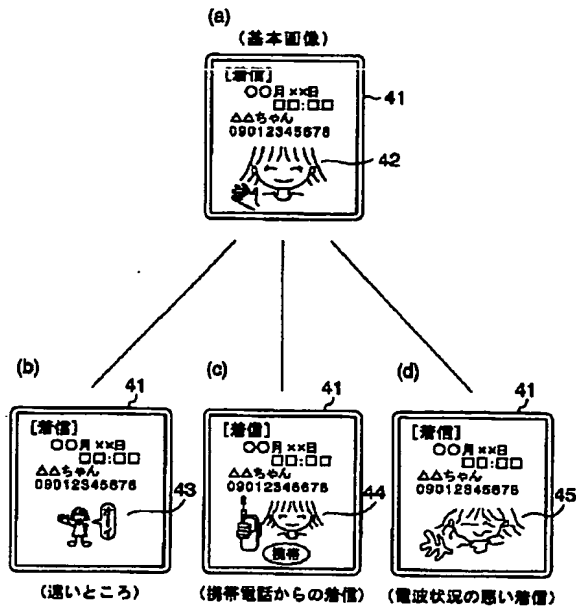 (a)
(基本画像)
[着信]
○○月××日
□□:□□
△△ちゃん
09012345678
41
42
(b)
41
[着信]
○○月××日
□□:□□
△△ちゃん
09012345678
43
(遠いところ)
(c)
41
[着信]
○○月××日
□□:□□
△△ちゃん
09012345678
携帯
44
(携帯電話からの着信)
(d)
41
[着信]
○○月××日
□□:□□
△△ちゃん
09012345678
45
(電波状況の悪い着信)